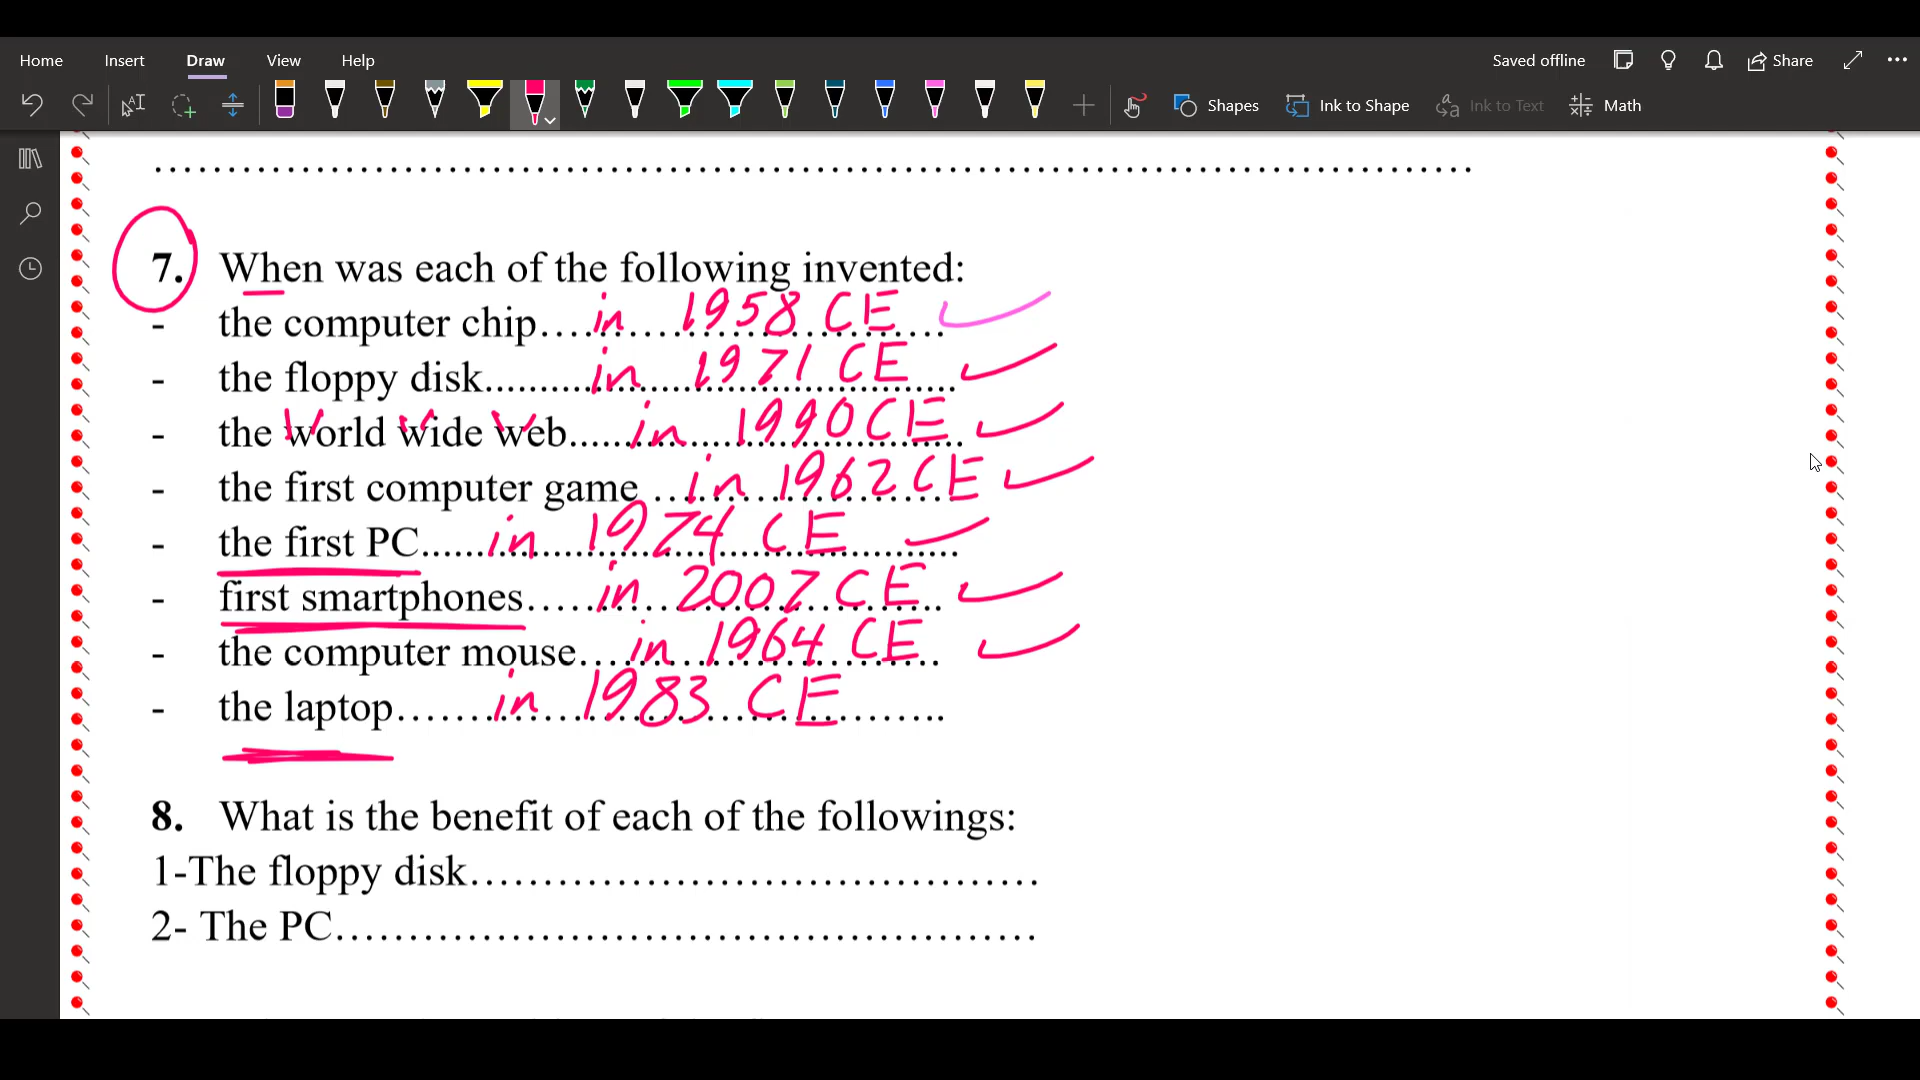 Home Insert Draw View Help Saved offline Share
Shapes Ink to Shape Ink to Text Math
7. When was each of the following invented:
- the computer chip.... in 1958 CE
- the floppy disk.......... in 1971 CE
- the world wide web...... in 1990 CE
- the first computer game ... in 1962 CE
- the first PC...... in 1974 CE
- first smartphones..... in 2007 CE
- the computer mouse.... in 1964 CE
- the laptop...... in 1983 CE
8. What is the benefit of each of the followings:
1-The floppy disk.......................................
2- The PC................................................